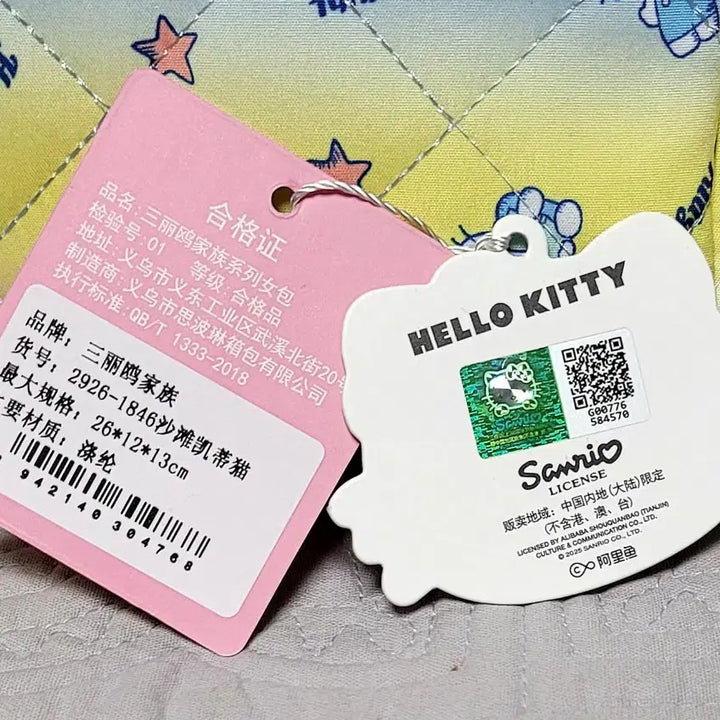 合格证
品名:三丽鸥家族系列女包
检验号:01 等级:合格品
地址:义乌市义东工业区武溪北街20号
制造商:义乌市思波琳箱包有限公司
执行标准:QB/T 1333-2018
品牌:三丽鸥家族
货号:2926-1846沙滩凯蒂猫
最大规格:26*12*13cm
主要材质:涤纶
942140 304768
HELLO KITTY
G00776
584570
Sanrio
LICENSE
贩卖地域:中国内地(大陆)限定
(不含港、澳、台)
LICENSED BY ALIBABA SHOUQUANBAO (TIANJIN)
CULTURE & COMMUNICATION CO., LTD.
© 2025 SANRIO CO., LTD.
阿里鱼